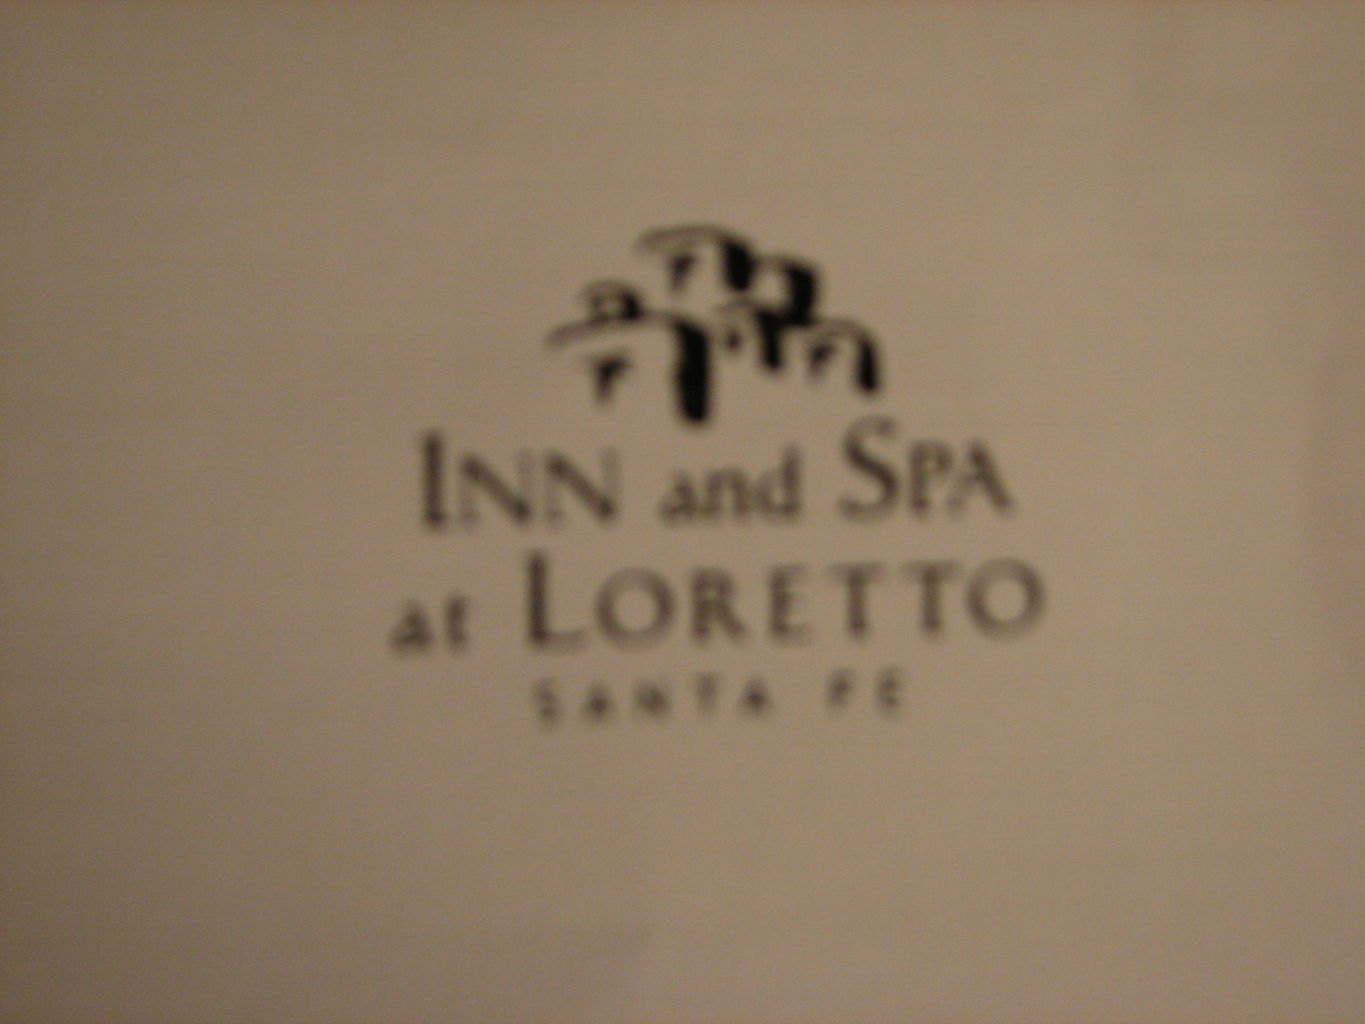 INN and SPA
at LORETTO
SANTA FE